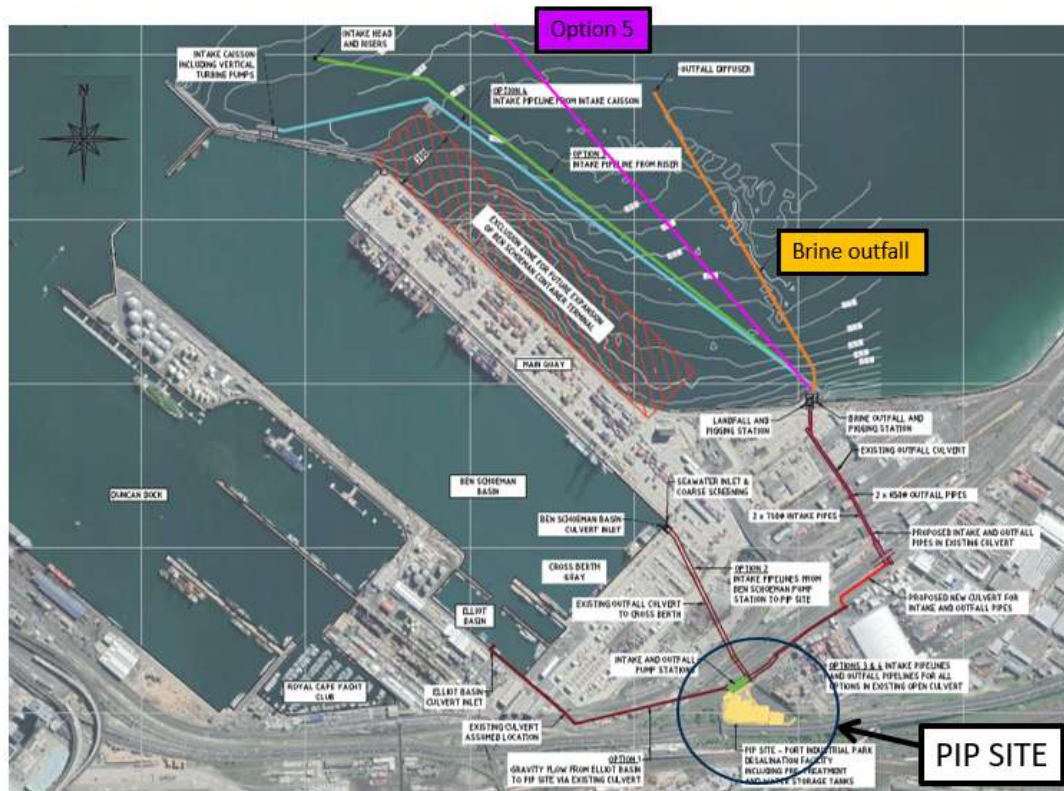 Option 5
INTAKE HEAD
AND RISERS
INTAKE CAISSON
INCLUDING VERTICAL
TURBINE PUMPS
OUTFALL DIFFUSER
N
OPTION 4
INTAKE PIPELINE FROM INTAKE CAISSON
INTAKE PIPELINE FROM RISER
Brine outfall
EXCLUSION ZONE FOR FUTURE EXPANSION
OF BEN SCHOEMAN CONTAINER TERMINAL
MAIN QUAY
LANDFALL AND
PIGGING STATION
BRINE OUTFALL AND
PIGGING STATION
EXISTING OUTFALL CULVERT
DUNCAN DOCK
BEN SCHOEMAN
BASIN
SEAWATER INLET &
COARSE SCREENING
2 x 650Ø OUTFALL PIPES
2 x 750Ø INTAKE PIPES
BEN SCHOEMAN BASIN
CULVERT INLET
PROPOSED INTAKE AND OUTFALL
PIPES IN EXISTING CULVERT
CROSS BERTH
QUAY
OPTION 2
INTAKE PIPELINES FROM
BEN SCHOEMAN PUMP
STATION TO PIP SITE
PROPOSED NEW CULVERT FOR
INTAKE AND OUTFALL PIPES
EXISTING OUTFALL CULVERT
TO CROSS BERTH
ELLIOT
BASIN
INTAKE AND OUTFALL
PUMP STATIONS
OPTIONS 3 & 4 INTAKE PIPELINES
AND OUTFALL PIPELINES FOR ALL
OPTIONS IN EXISTING OPEN CULVERT
ROYAL CAPE YACHT
CLUB
ELLIOT BASIN
CULVERT INLET
EXISTING CULVERT
ASSUMED LOCATION
OPTION 1
GRAVITY FLOW FROM ELLIOT BASIN
TO PIP SITE VIA EXISTING CULVERT
PIP SITE - PORT INDUSTRIAL PARK
DESALINATION FACILITY
INCLUDING PRE-TREATMENT
AND WATER STORAGE TANKS
PIP SITE